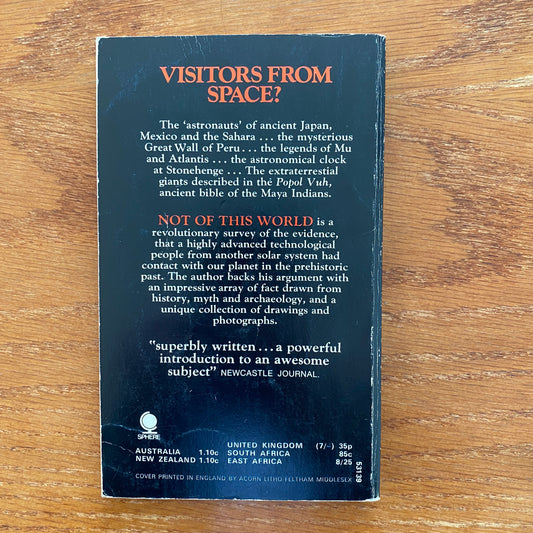 VISITORS FROM
SPACE?
The 'astronauts' of ancient Japan,
Mexico and the Sahara . . . the mysterious
Great Wall of Peru . . . the legends of Mu
and Atlantis . . . the astronomical clock
at Stonehenge . . . The extraterrestial
giants described in the Popol Vuh,
ancient bible of the Maya Indians.
NOT OF THIS WORLD is a
revolutionary survey of the evidence,
that a highly advanced technological
people from another solar system had
contact with our planet in the prehistoric
past. The author backs his argument with
an impressive array of fact drawn from
history, myth and archaeology, and a
unique collection of drawings and
photographs.
"superbly written . . . a powerful
introduction to an awesome
subject" NEWCASTLE JOURNAL.
SPHERE
AUSTRALIA 1.10c
NEW ZEALAND 1.10c
UNITED KINGDOM (7/-) 35p
SOUTH AFRICA 85c
EAST AFRICA 8/25
53139
COVER PRINTED IN ENGLAND BY ACORN LITHO FELTHAM MIDDLESEX